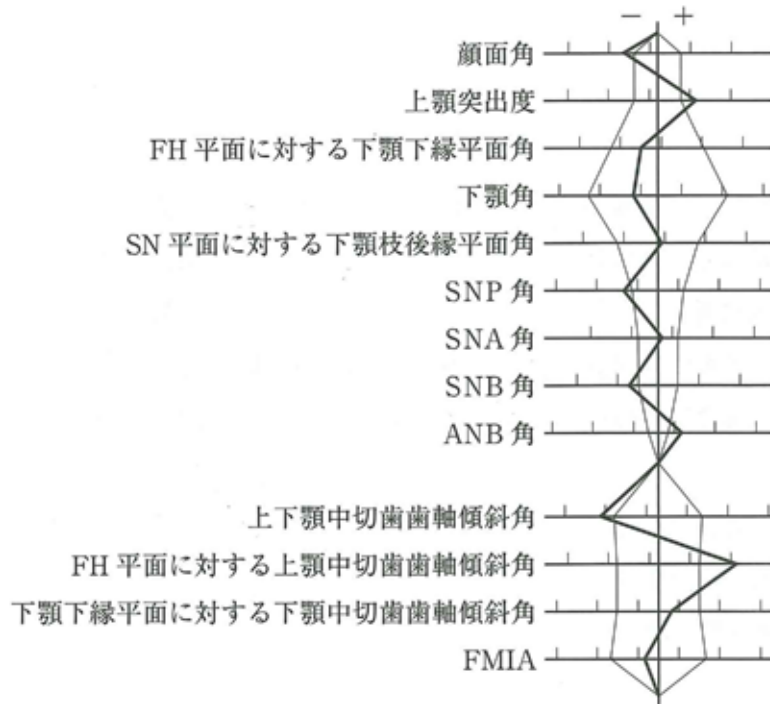 − +
顔面角
上顎突出度
FH 平面に対する下顎下縁平面角
下顎角
SN 平面に対する下顎枝後縁平面角
SNP 角
SNA 角
SNB 角
ANB 角
上下顎中切歯歯軸傾斜角
FH 平面に対する上顎中切歯歯軸傾斜角
下顎下縁平面に対する下顎中切歯歯軸傾斜角
FMIA